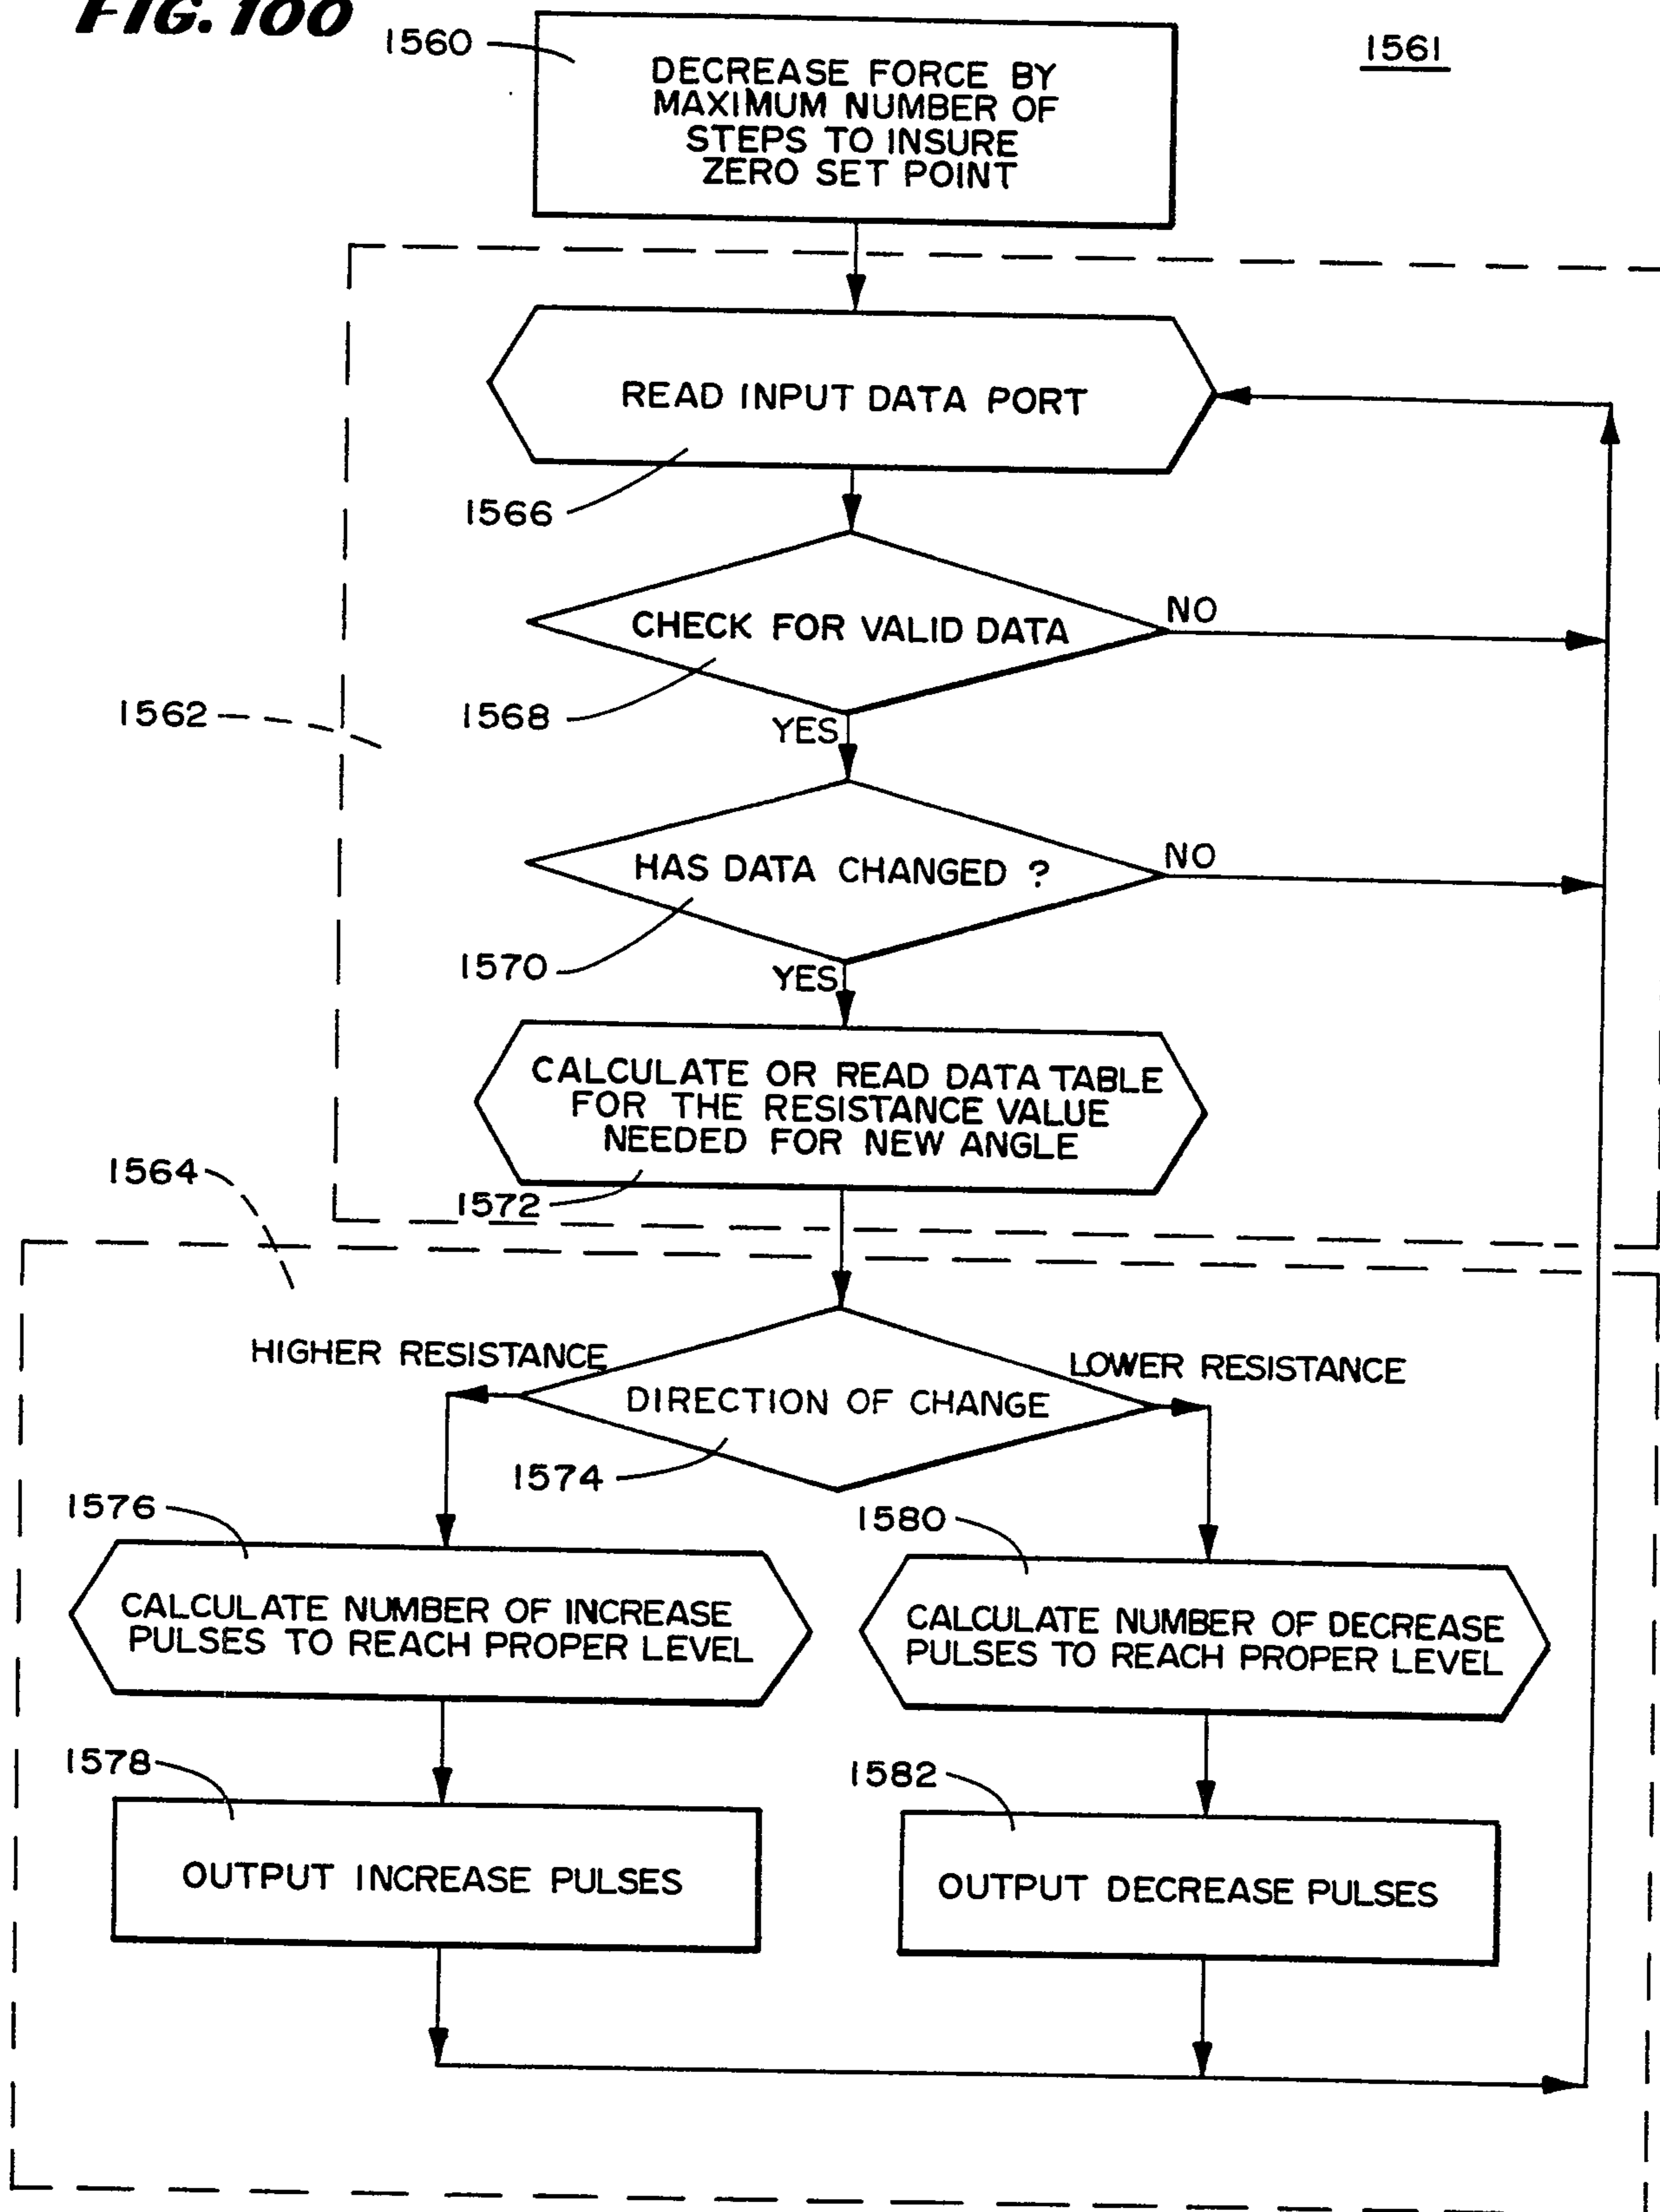 FIG. 100
1560
1561
DECREASE FORCE BY
MAXIMUM NUMBER OF
STEPS TO INSURE
ZERO SET POINT
READ INPUT DATA PORT
1566
CHECK FOR VALID DATA
NO
1562
1568
YES
HAS DATA CHANGED ?
NO
1570
YES
CALCULATE OR READ DATA TABLE
FOR THE RESISTANCE VALUE
NEEDED FOR NEW ANGLE
1564
1572
HIGHER RESISTANCE
LOWER RESISTANCE
DIRECTION OF CHANGE
1574
1576
1580
CALCULATE NUMBER OF INCREASE
PULSES TO REACH PROPER LEVEL
CALCULATE NUMBER OF DECREASE
PULSES TO REACH PROPER LEVEL
1578
1582
OUTPUT INCREASE PULSES
OUTPUT DECREASE PULSES